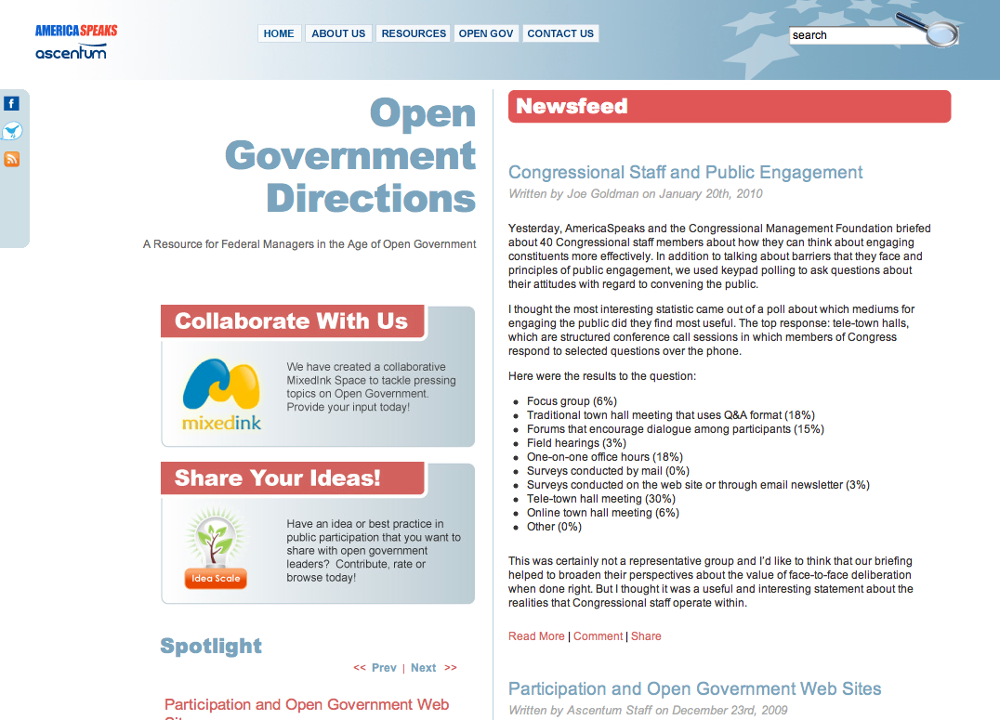 AMERICASPEAKS
ascentum
HOME
ABOUT US
RESOURCES
OPEN GOV
CONTACT US
search
Open
Government
Directions
A Resource for Federal Managers in the Age of Open Government
Collaborate With Us
mixedink
We have created a collaborative
MixedInk Space to tackle pressing
topics on Open Government.
Provide your input today!
Share Your Ideas!
Idea Scale
Have an idea or best practice in
public participation that you want to
share with open government
leaders?  Contribute, rate or
browse today!
Spotlight
<< Prev | Next >>
Participation and Open Government Web
Newsfeed
Congressional Staff and Public Engagement
Written by Joe Goldman on January 20th, 2010
Yesterday, AmericaSpeaks and the Congressional Management Foundation briefed
about 40 Congressional staff members about how they can think about engaging
constituents more effectively. In addition to talking about barriers that they face and
principles of public engagement, we used keypad polling to ask questions about
their attitudes with regard to convening the public.
I thought the most interesting statistic came out of a poll about which mediums for
engaging the public did they find most useful. The top response: tele-town halls,
which are structured conference call sessions in which members of Congress
respond to selected questions over the phone.
Here were the results to the question:
• Focus group (6%)
• Traditional town hall meeting that uses Q&A format (18%)
• Forums that encourage dialogue among participants (15%)
• Field hearings (3%)
• One-on-one office hours (18%)
• Surveys conducted by mail (0%)
• Surveys conducted on the web site or through email newsletter (3%)
• Tele-town hall meeting (30%)
• Online town hall meeting (6%)
• Other (0%)
This was certainly not a representative group and I'd like to think that our briefing
helped to broaden their perspectives about the value of face-to-face deliberation
when done right. But I thought it was a useful and interesting statement about the
realities that Congressional staff operate within.
Read More | Comment | Share
Participation and Open Government Web Sites
Written by Ascentum Staff on December 23rd, 2009